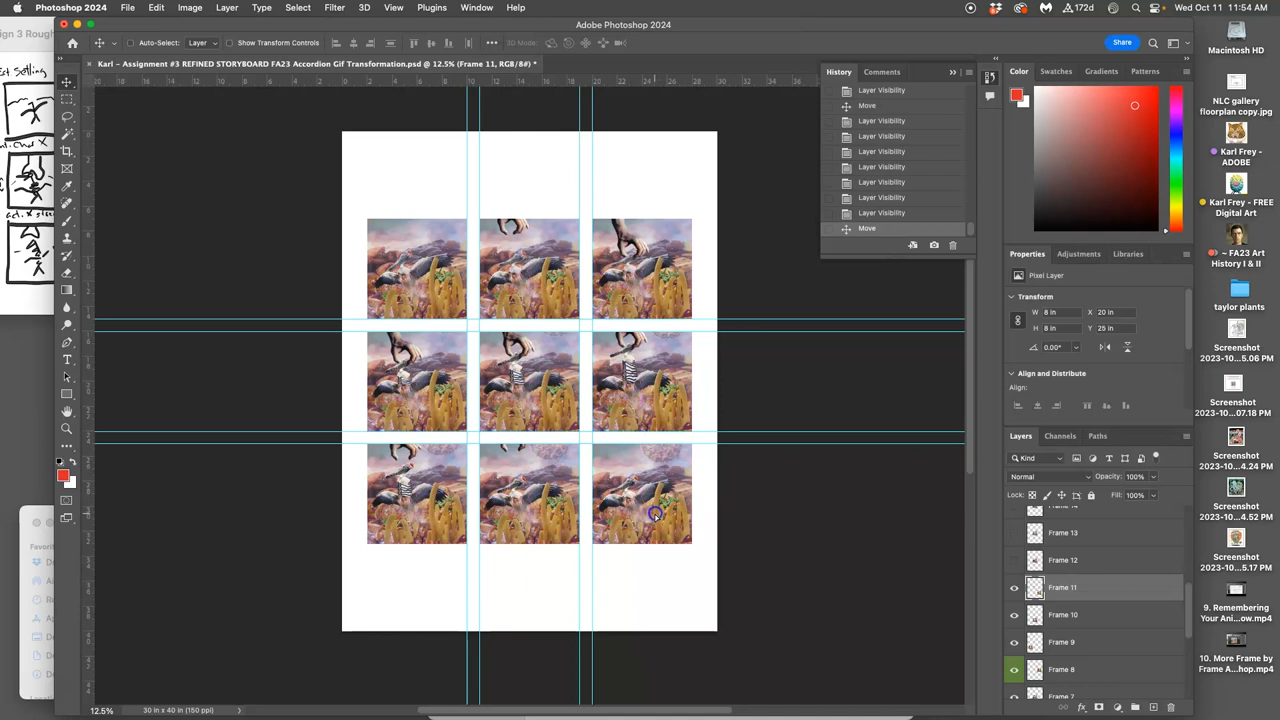 Photoshop 2024 File Edit Image Layer Type Select Filter 3D View Plugins Window Help 172d Wed Oct 11 11:54 AM
Adobe Photoshop 2024
Auto-Select: Layer Show Transform Controls 3D Mode: Share
× Karl – Assignment #3 REFINED STORYBOARD FA23 Accordion Gif Transformation.psd @ 12.5% (Frame 11, RGB/8#) *
History Comments
Layer Visibility
Move
Layer Visibility
Layer Visibility
Layer Visibility
Layer Visibility
Layer Visibility
Layer Visibility
Layer Visibility
Move
Color Swatches Gradients Patterns
Properties Adjustments Libraries
Pixel Layer
Transform
W: 8 in X: 20 in
H: 8 in Y: 25 in
0.00°
Align and Distribute
Align:
Layers Channels Paths
Kind
Normal Opacity: 100%
Lock: Fill: 100%
Frame 14
Frame 13
Frame 12
Frame 11
Frame 10
Frame 9
Frame 8
Frame 7
12.5% 30 in x 40 in (150 ppi)
ign 3 Rough
Favori
Macintosh HD
NLC gallery
floorplan copy.jpg
Karl Frey -
ADOBE
Karl Frey -
FREE
Digital Art
~ FA23 Art
History I & II
taylor plants
Screenshot
2023-10...5.06 PM
Screenshot
2023-10...07.18 PM
Screenshot
2023-10...4.24 PM
Screenshot
2023-10...4.52 PM
Screenshot
2023-10...5.17 PM
9. Remembering
Your Ani...ow.mp4
10. More Frame by
Frame A...hop.mp4